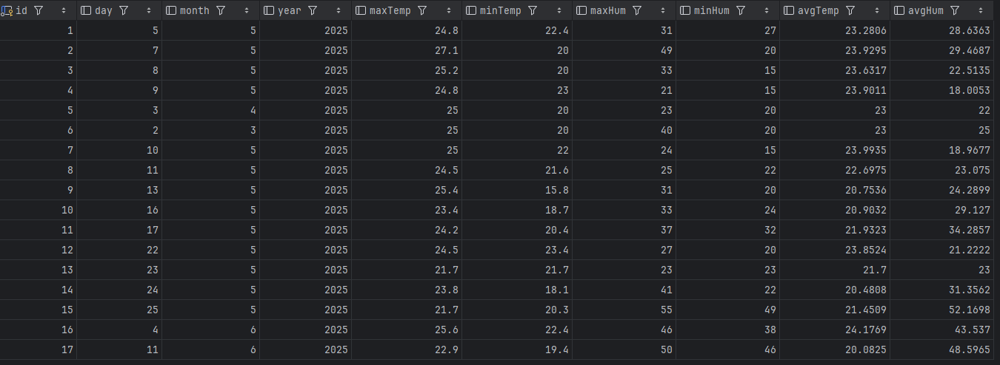 id day month year maxTemp minTemp maxHum minHum avgTemp avgHum
1 5 5 2025 24.8 22.4 31 27 23.2806 28.6363
2 7 5 2025 27.1 20 49 20 23.9295 29.4687
3 8 5 2025 25.2 20 33 15 23.6317 22.5135
4 9 5 2025 24.8 23 21 15 23.9011 18.0053
5 3 4 2025 25 20 23 20 23 22
6 2 3 2025 25 20 40 20 23 25
7 10 5 2025 25 22 24 15 23.9935 18.9677
8 11 5 2025 24.5 21.6 25 22 22.6975 23.075
9 13 5 2025 25.4 15.8 31 20 20.7536 24.2899
10 16 5 2025 23.4 18.7 33 24 20.9032 29.127
11 17 5 2025 24.2 20.4 37 32 21.9323 34.2857
12 22 5 2025 24.5 23.4 27 20 23.8524 21.2222
13 23 5 2025 21.7 21.7 23 23 21.7 23
14 24 5 2025 23.8 18.1 41 22 20.4808 31.3562
15 25 5 2025 21.7 20.3 55 49 21.4509 52.1698
16 4 6 2025 25.6 22.4 46 38 24.1769 43.537
17 11 6 2025 22.9 19.4 50 46 20.0825 48.5965